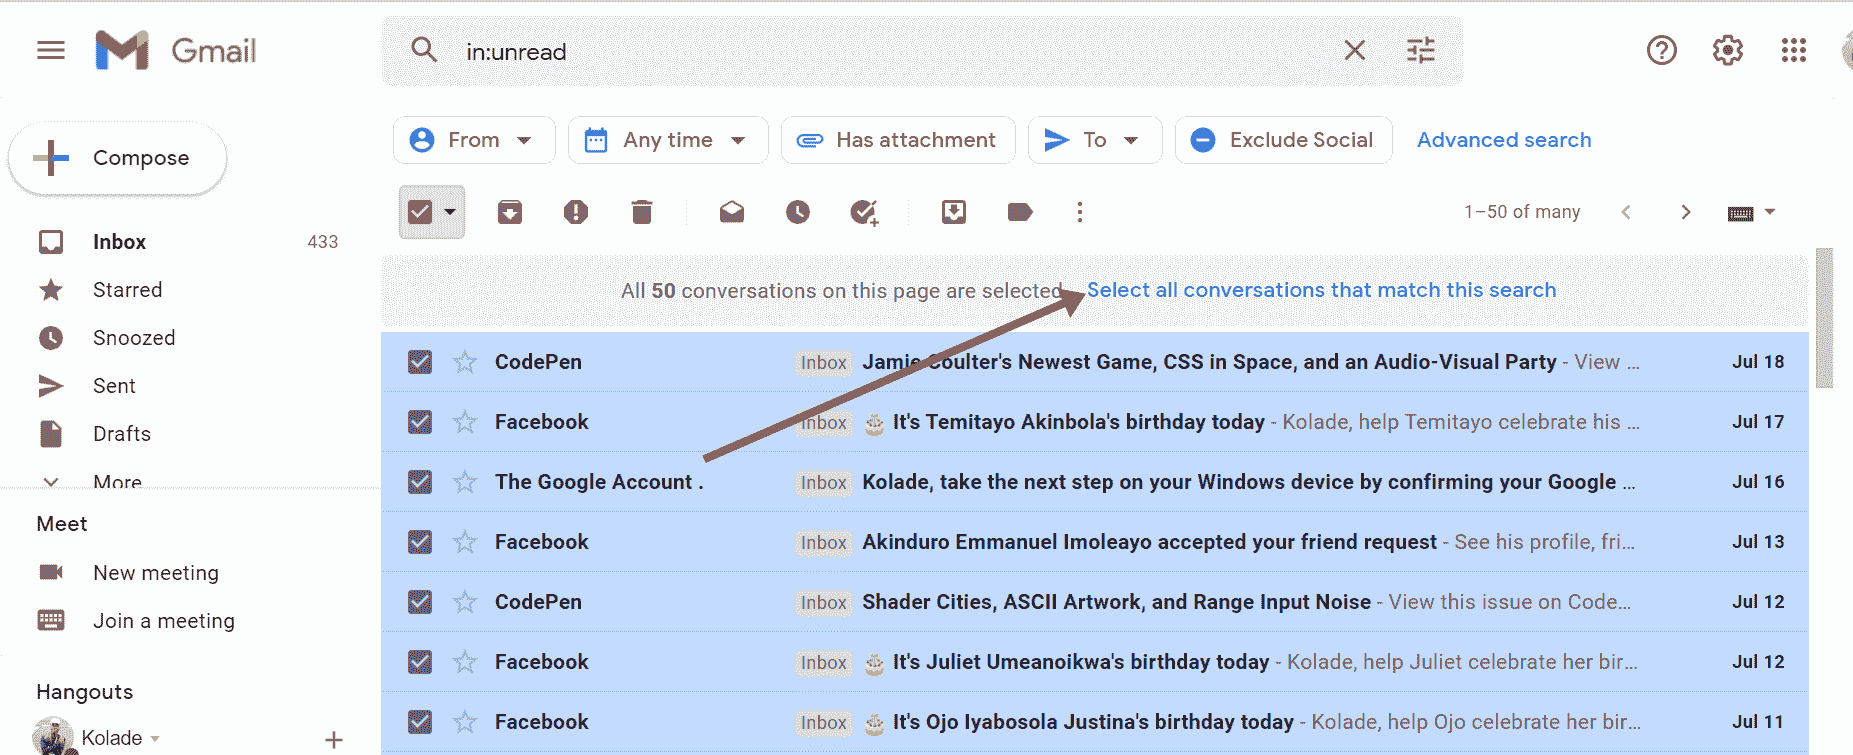 Gmail
in:unread
Compose
From
Any time
Has attachment
To
Exclude Social
Advanced search
1–50 of many
Inbox 433
Starred
Snoozed
Sent
Drafts
More
Meet
New meeting
Join a meeting
Hangouts
Kolade
All 50 conversations on this page are selected Select all conversations that match this search
CodePen Inbox Jamie Coulter's Newest Game, CSS in Space, and an Audio-Visual Party - View ... Jul 18
Facebook Inbox 🎂 It's Temitayo Akinbola's birthday today - Kolade, help Temitayo celebrate his ... Jul 17
The Google Account . Inbox Kolade, take the next step on your Windows device by confirming your Google ... Jul 16
Facebook Inbox Akinduro Emmanuel Imoleayo accepted your friend request - See his profile, fri... Jul 13
CodePen Inbox Shader Cities, ASCII Artwork, and Range Input Noise - View this issue on Code... Jul 12
Facebook Inbox 🎂 It's Juliet Umeanoikwa's birthday today - Kolade, help Juliet celebrate her bir... Jul 12
Facebook Inbox 🎂 It's Ojo Iyabosola Justina's birthday today - Kolade, help Ojo celebrate her bir... Jul 11